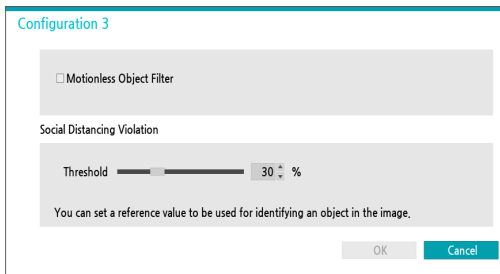 Configuration 3
Motionless Object Filter
Social Distancing Violation
Threshold 30 %
You can set a reference value to be used for identifying an object in the image.
OK Cancel